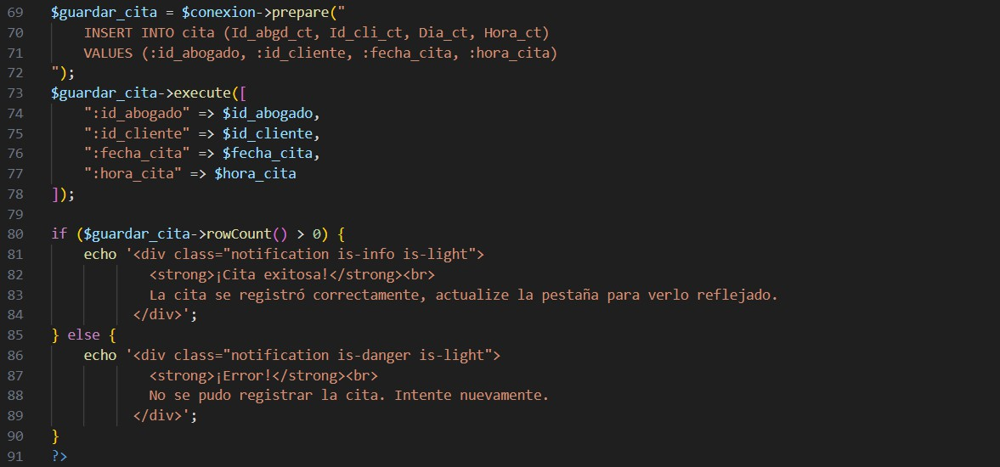 69 $guardar_cita = $conexion->prepare("
70 INSERT INTO cita (Id_abgd_ct, Id_cli_ct, Dia_ct, Hora_ct)
71 VALUES (:id_abogado, :id_cliente, :fecha_cita, :hora_cita)
72 ");
73 $guardar_cita->execute([
74 ":id_abogado" => $id_abogado,
75 ":id_cliente" => $id_cliente,
76 ":fecha_cita" => $fecha_cita,
77 ":hora_cita" => $hora_cita
78 ]);
79
80 if ($guardar_cita->rowCount() > 0) {
81 echo '<div class="notification is-info is-light">
82 <strong>¡Cita exitosa!</strong><br>
83 La cita se registró correctamente, actualize la pestaña para verlo reflejado.
84 </div>';
85 } else {
86 echo '<div class="notification is-danger is-light">
87 <strong>¡Error!</strong><br>
88 No se pudo registrar la cita. Intente nuevamente.
89 </div>';
90 }
91 ?>